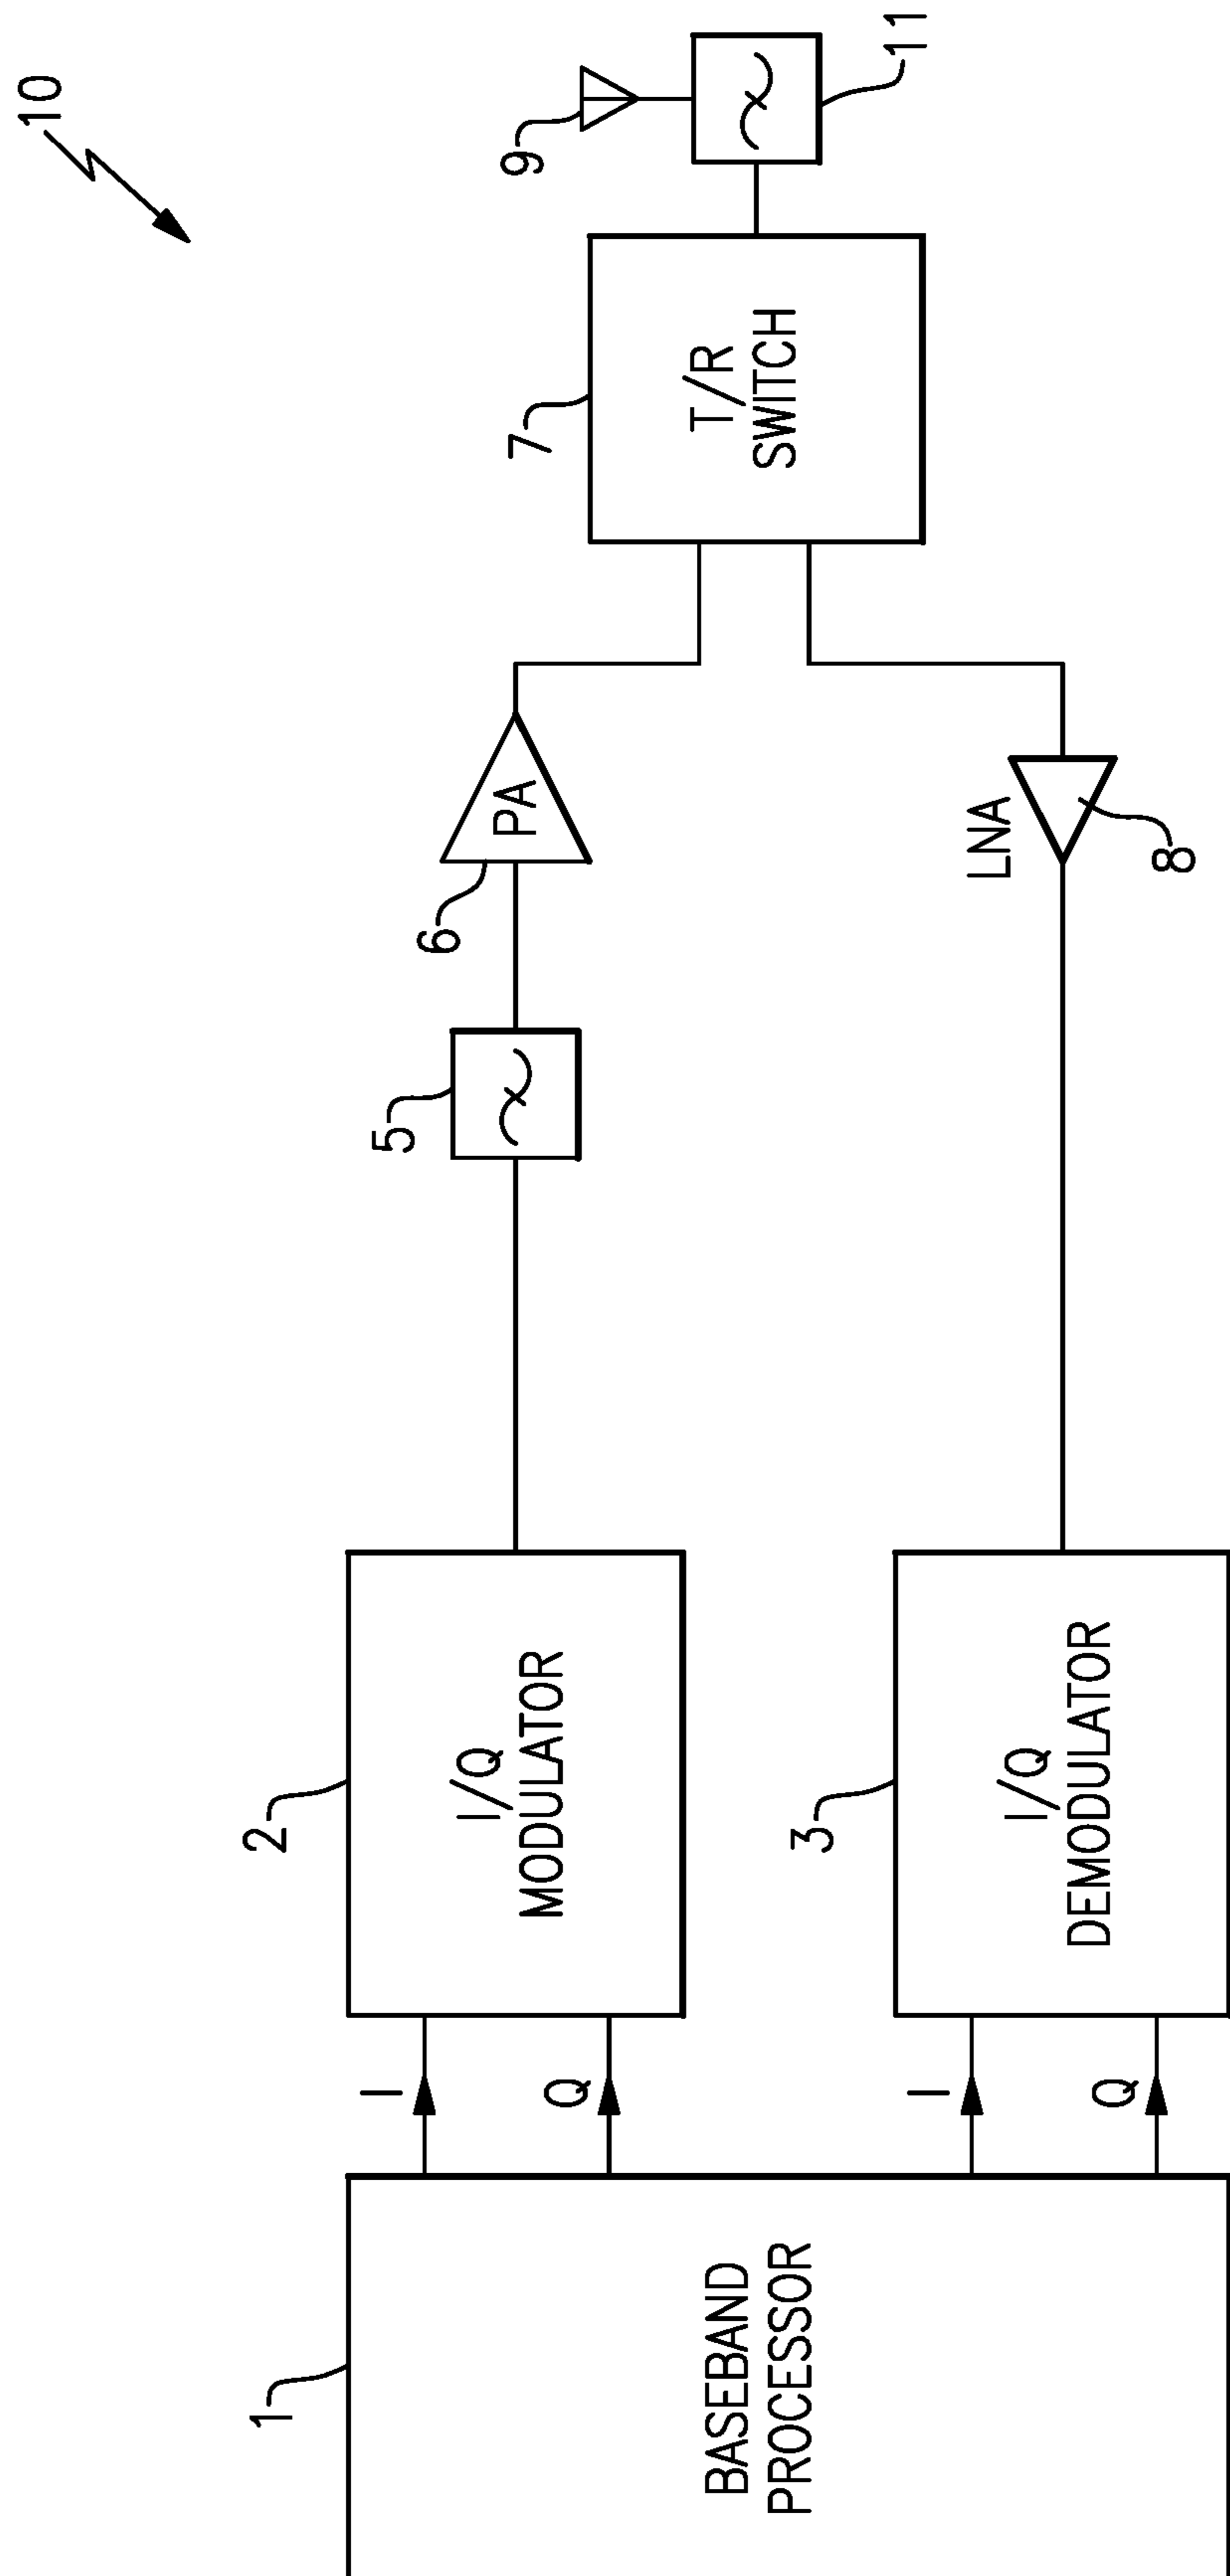 10
1
BASEBAND
PROCESSOR
I
Q
I
Q
2
I/Q
MODULATOR
3
I/Q
DEMODULATOR
5
6
PA
LNA
8
7
T/R
SWITCH
9
11